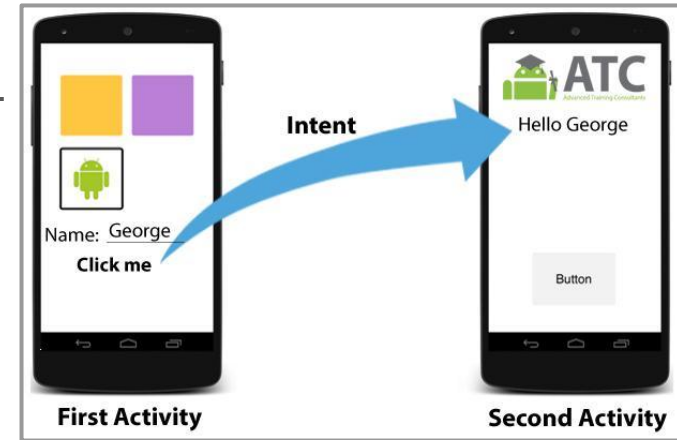 ATC
Advanced Training Consultants
Intent
Hello George
Name: George
Click me
Button
First Activity
Second Activity